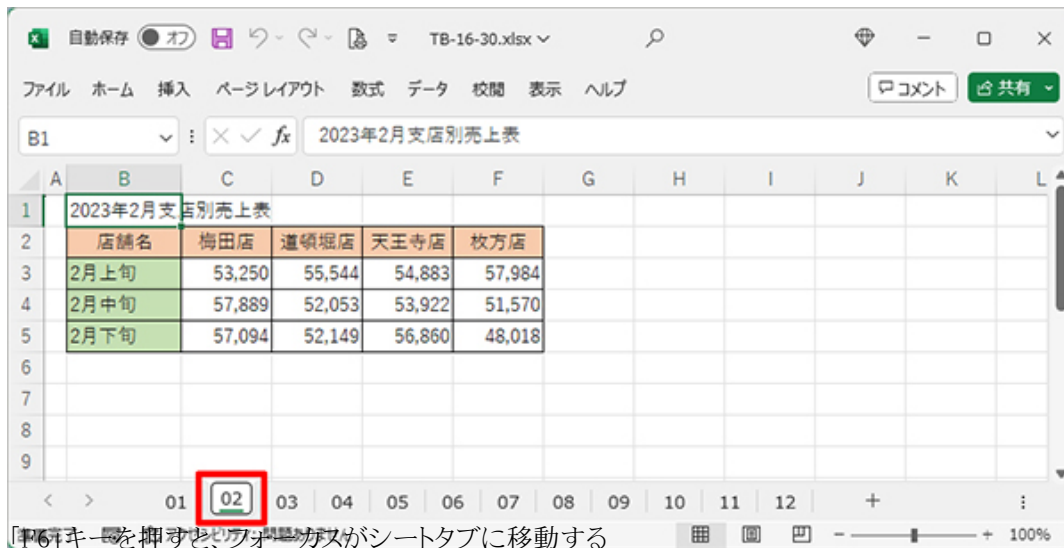 自動保存 オフ TB-16-30.xlsx
ファイル ホーム 挿入 ページ レイアウト 数式 データ 校閲 表示 ヘルプ コメント 共有
B1 fx 2023年2月支店別売上表
A B C D E F G H I J K L
1 2023年2月支店別売上表
2 店舗名 梅田店 道頓堀店 天王寺店 枚方店
3 2月上旬 53,250 55,544 54,883 57,984
4 2月中旬 57,889 52,053 53,922 51,570
5 2月下旬 57,094 52,149 56,860 48,018
6
7
8
9
01 02 03 04 05 06 07 08 09 10 11 12 +
「F6」キーを押すと、フォーカスがシートタブに移動する
100%